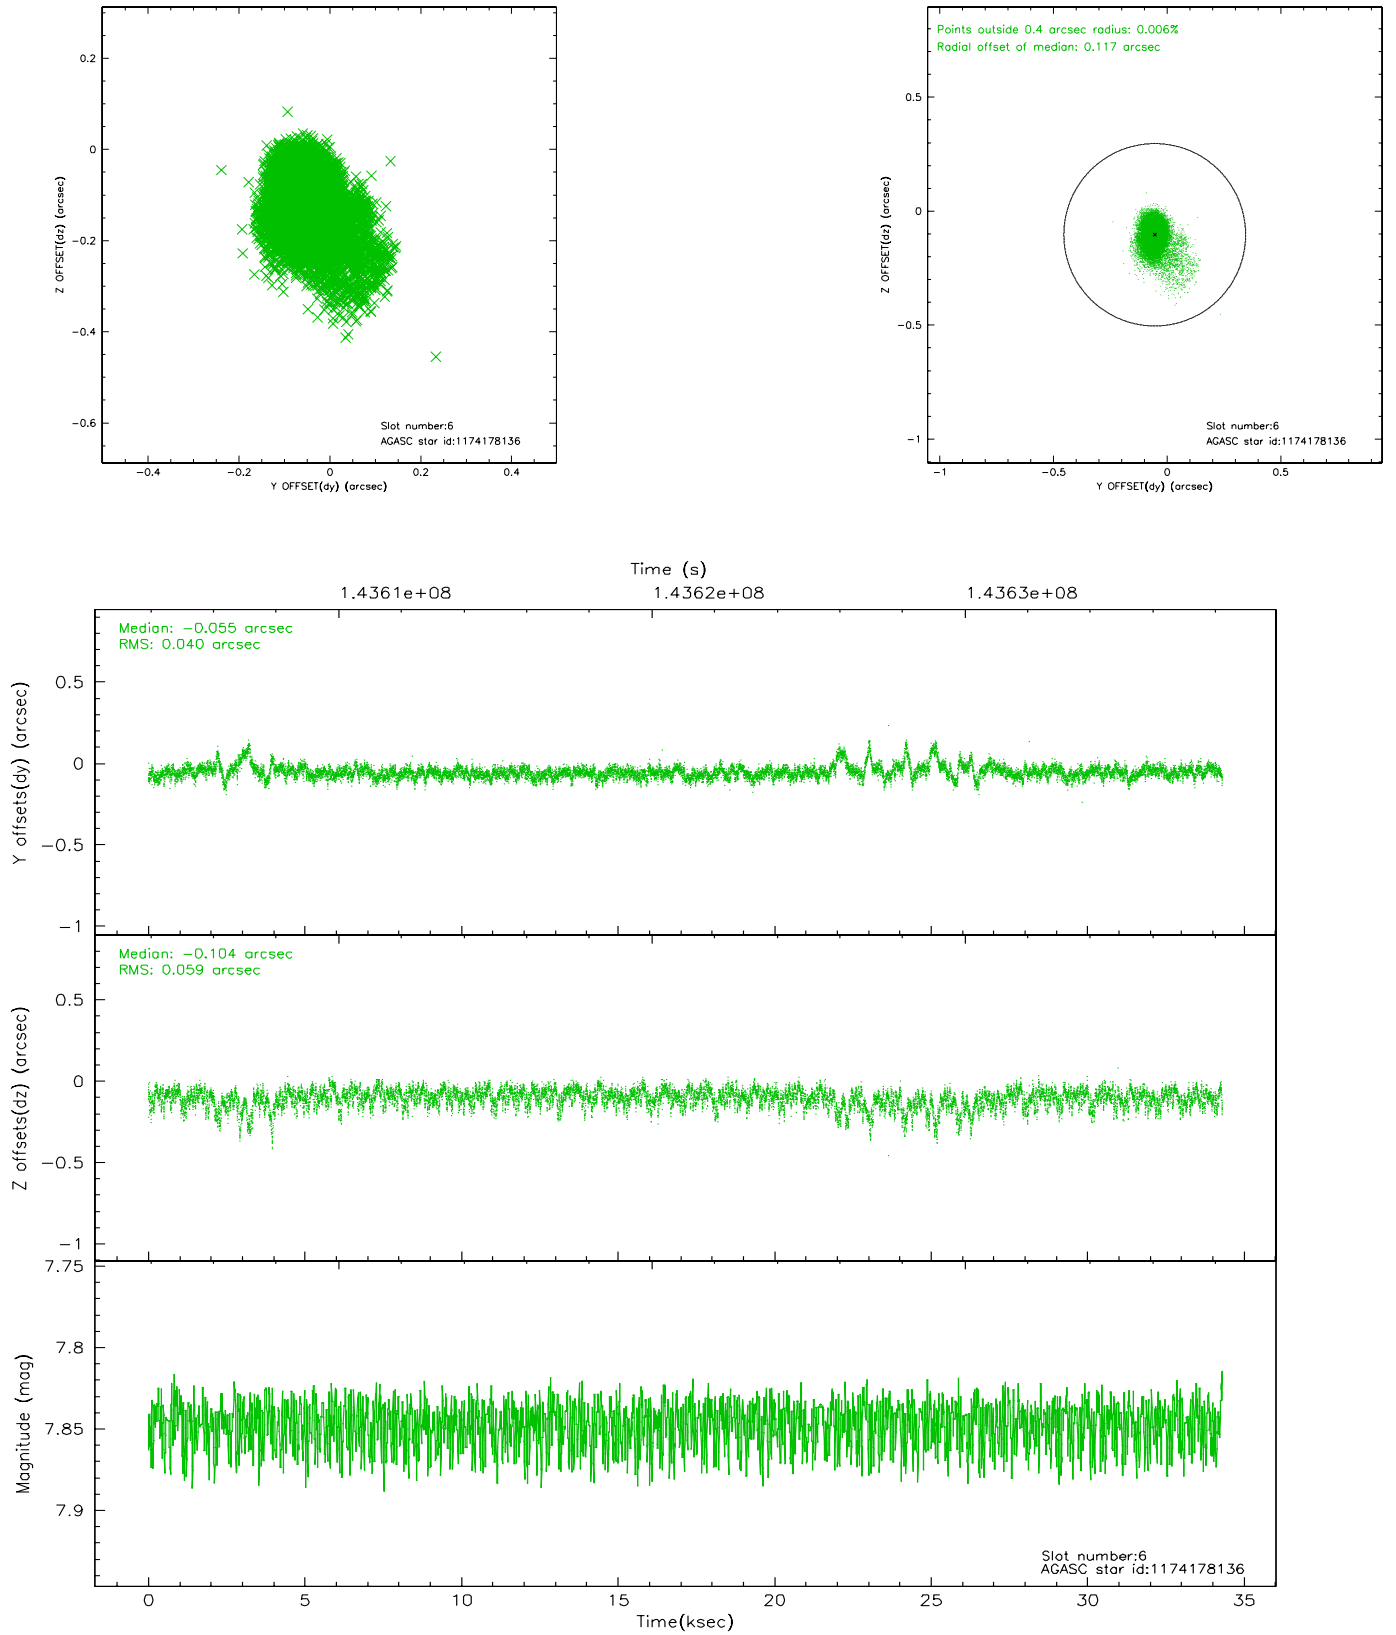 0.2
0
−0.2
−0.4
−0.6
Z OFFSET(dz) (arcsec)
Slot number:6
AGASC star id:1174178136
−0.4 −0.2 0 0.2 0.4
Y OFFSET(dy) (arcsec)
Points outside 0.4 arcsec radius: 0.006%
Radial offset of median: 0.117 arcsec
0.5
0
−0.5
−1
Z OFFSET(dz) (arcsec)
Slot number:6
AGASC star id:1174178136
−1 −0.5 0 0.5
Y OFFSET(dy) (arcsec)
Time (s)
1.4361e+08 1.4362e+08 1.4363e+08
Median: −0.055 arcsec
RMS: 0.040 arcsec
0.5
0
−0.5
−1
Y offsets(dy) (arcsec)
Median: −0.104 arcsec
RMS: 0.059 arcsec
0.5
0
−0.5
−1
Z offsets(dz) (arcsec)
7.75
7.8
7.85
7.9
Magnitude (mag)
Slot number:6
AGASC star id:1174178136
0 5 10 15 20 25 30 35
Time(ksec)